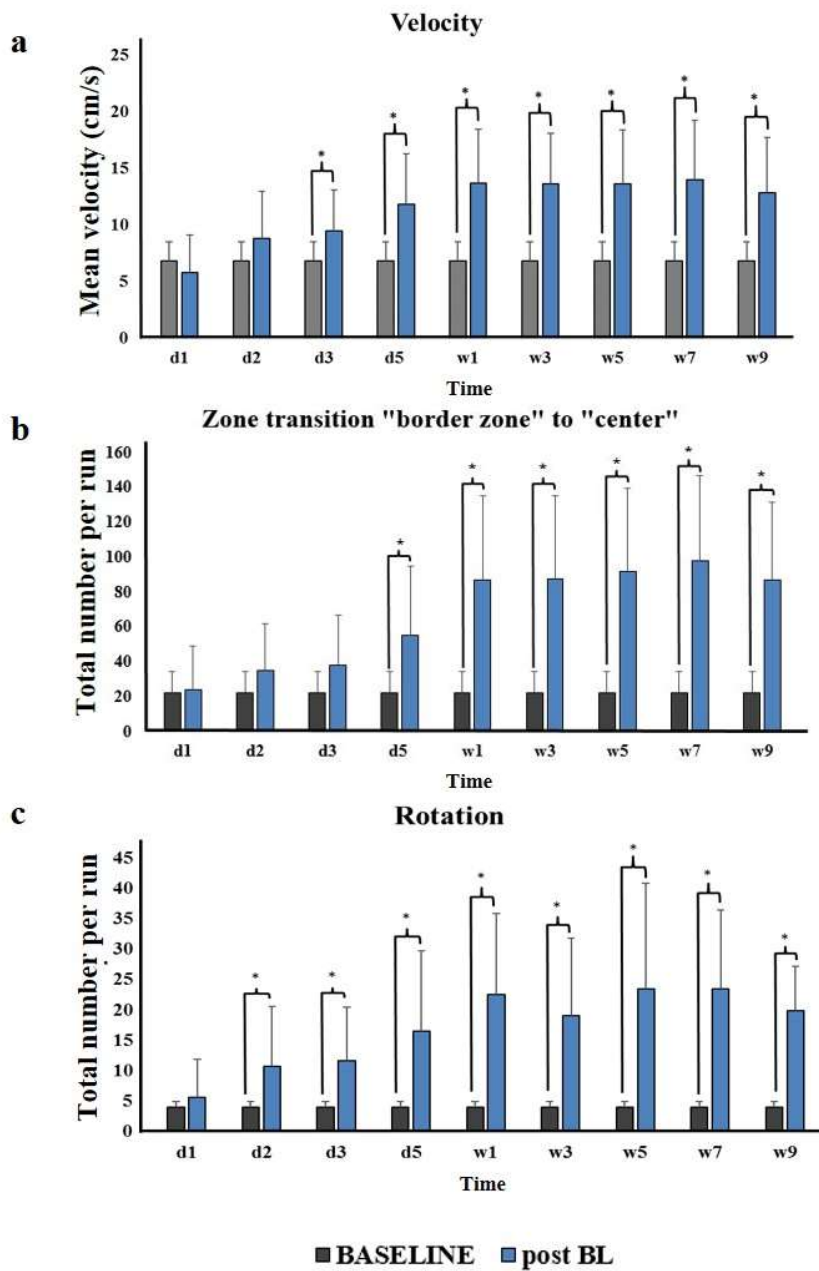 a
Velocity
Mean velocity (cm/s)
25
20
15
10
5
0
*
*
*
*
*
*
*
d1 d2 d3 d5 w1 w3 w5 w7 w9
Time
b
Zone transition "border zone" to "center"
Total number per run
160
140
120
100
80
60
40
20
0
*
*
*
*
*
*
d1 d2 d3 d5 w1 w3 w5 w7 w9
Time
c
Rotation
Total number per run
45
40
35
30
25
20
15
10
5
0
*
*
*
*
*
*
*
*
d1 d2 d3 d5 w1 w3 w5 w7 w9
Time
BASELINE post BL